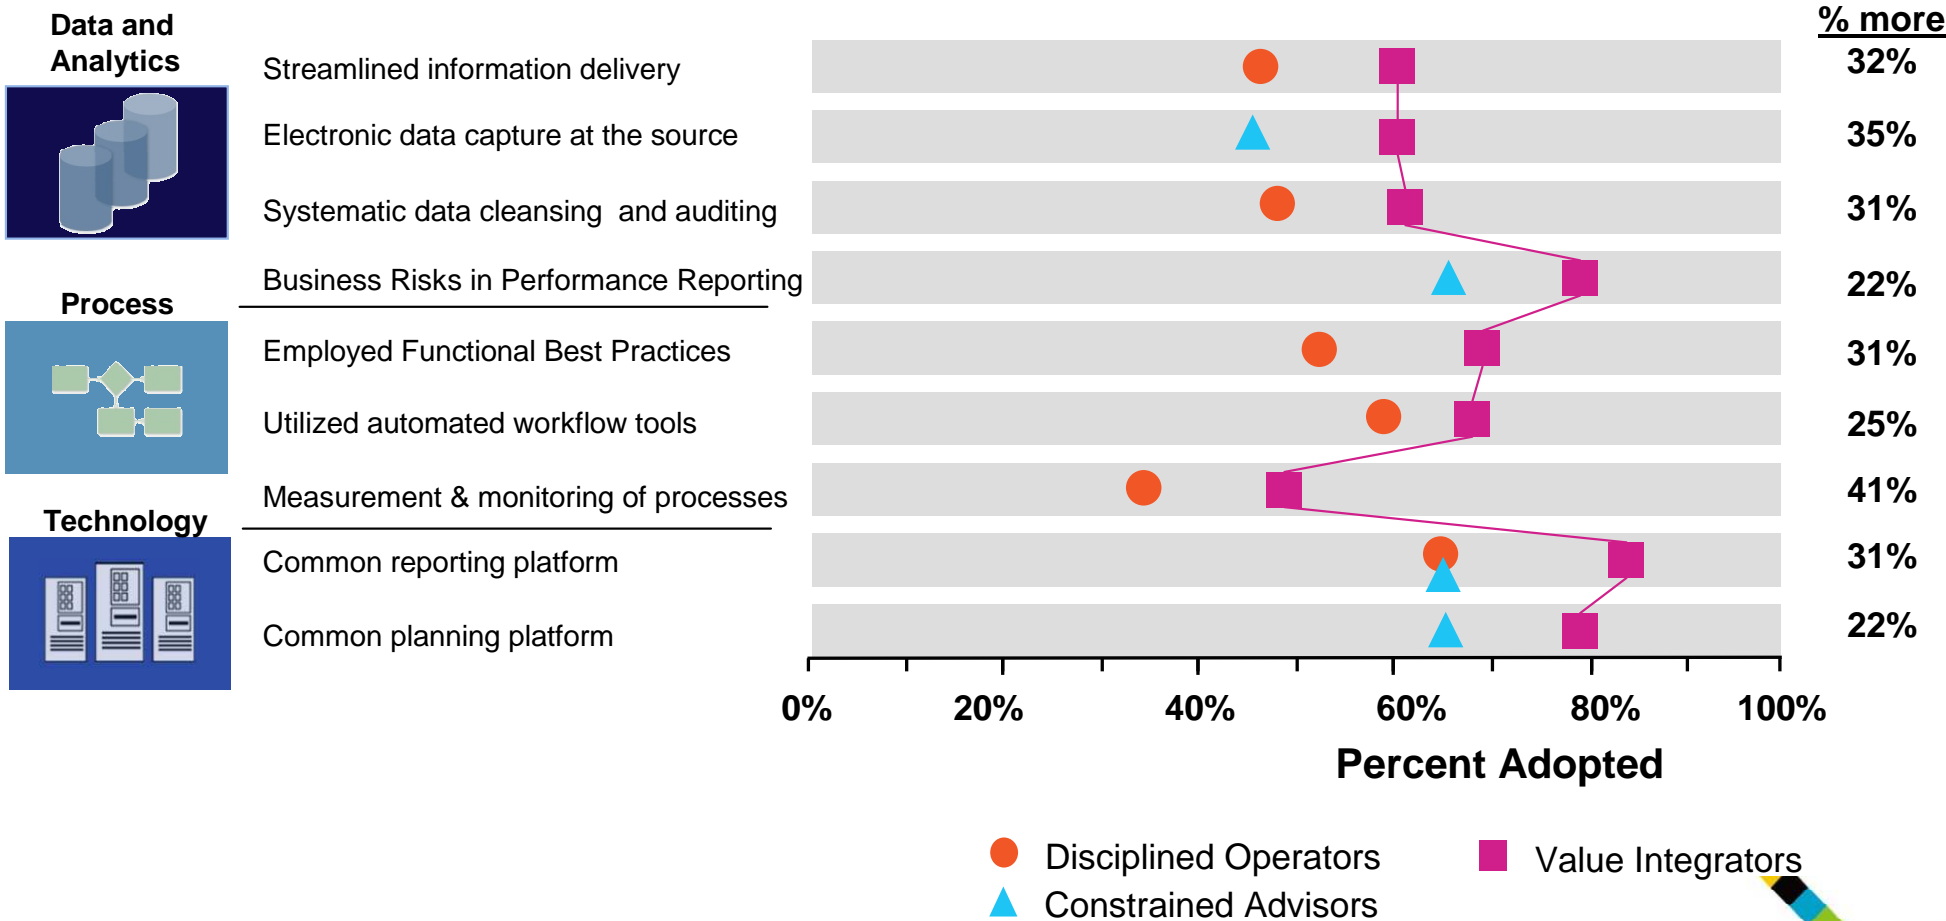 Data and
Analytics
% more
Streamlined information delivery
32%
Electronic data capture at the source
35%
Systematic data cleansing and auditing
31%
Business Risks in Performance Reporting
22%
Process
Employed Functional Best Practices
31%
Utilized automated workflow tools
25%
Measurement & monitoring of processes
41%
Technology
Common reporting platform
31%
Common planning platform
22%
0% 20% 40% 60% 80% 100%
Percent Adopted
Disciplined Operators
Value Integrators
Constrained Advisors